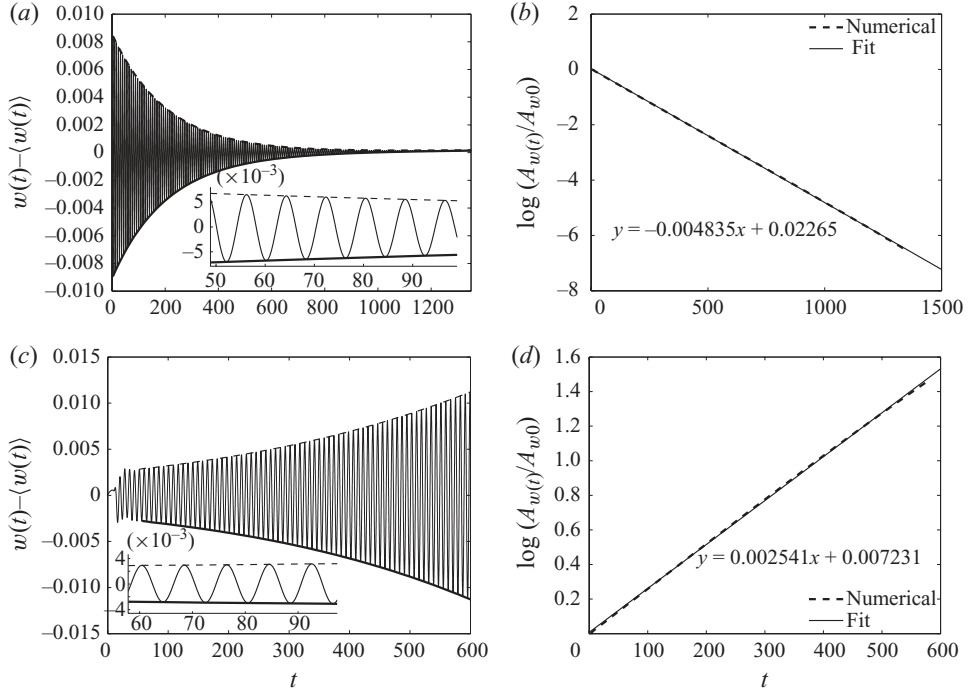 (a)
0.010
0.008
0.006
0.004
0.002
0
–0.002
–0.004
–0.006
–0.008
–0.010
w(t)–⟨w(t)⟩
0 200 400 600 800 1000 1200
(×10⁻³)
5
0
–5
50 60 70 80 90
(b)
2
0
–2
–4
–6
–8
log (A_{w(t)}/A_{w0})
Numerical
Fit
y = –0.004835x + 0.02265
0 500 1000 1500
(c)
0.015
0.010
0.005
0
–0.005
–0.010
–0.015
w(t)–⟨w(t)⟩
(×10⁻³)
4
0
–4
60 70 80 90
0 100 200 300 400 500 600
t
(d)
1.6
1.4
1.2
1.0
0.8
0.6
0.4
0.2
log (A_{w(t)}/A_{w0})
y = 0.002541x + 0.007231
Numerical
Fit
0 100 200 300 400 500 600
t